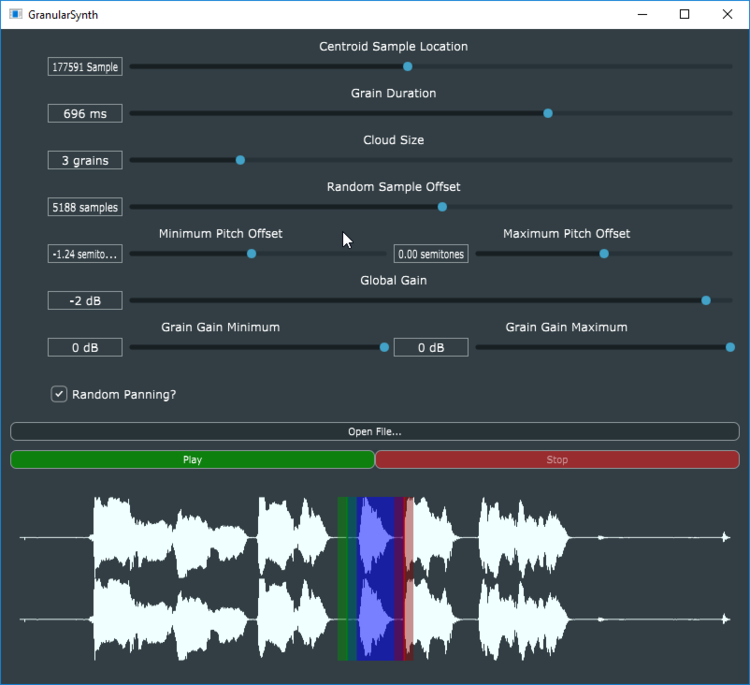 GranularSynth
Centroid Sample Location
177591 Sample
Grain Duration
696 ms
Cloud Size
3 grains
Random Sample Offset
5188 samples
Minimum Pitch Offset Maximum Pitch Offset
-1.24 semito... 0.00 semitones
Global Gain
-2 dB
Grain Gain Minimum Grain Gain Maximum
0 dB 0 dB
Random Panning?
Open File...
Play Stop